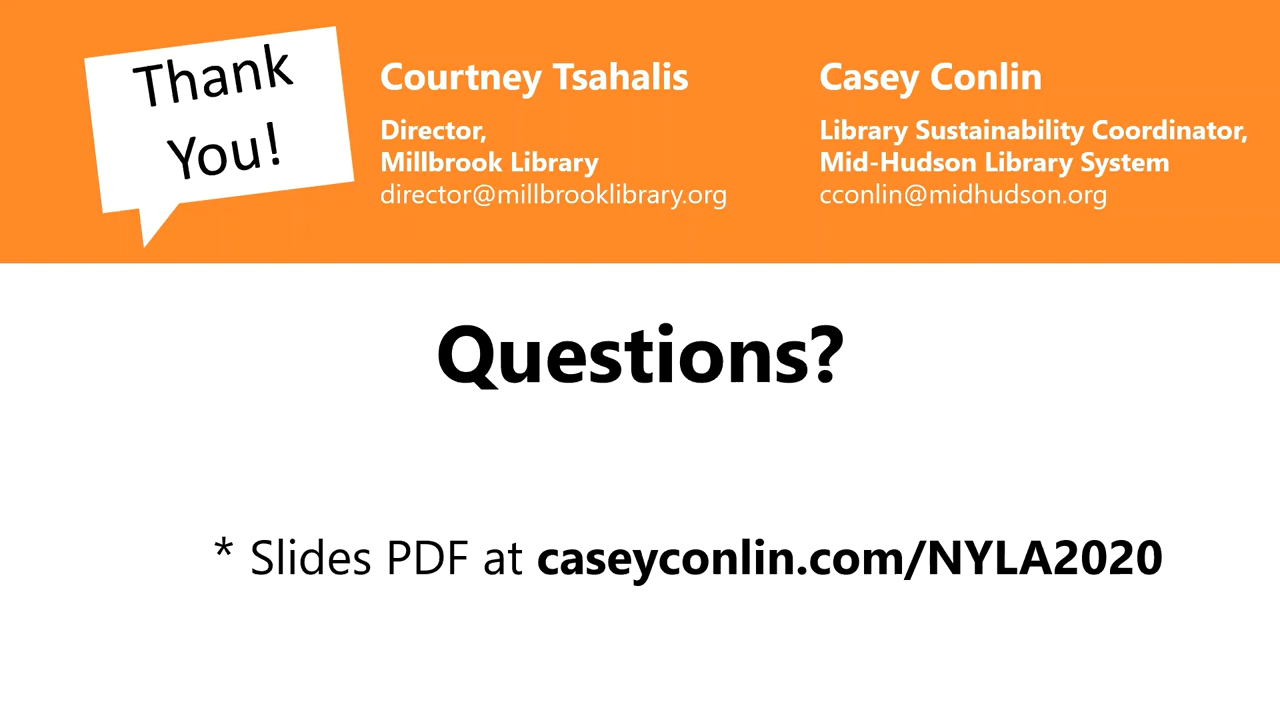 Thank
You!
Courtney Tsahalis
Director,
Millbrook Library
director@millbrooklibrary.org
Casey Conlin
Library Sustainability Coordinator,
Mid-Hudson Library System
cconlin@midhudson.org
Questions?
* Slides PDF at caseyconlin.com/NYLA2020